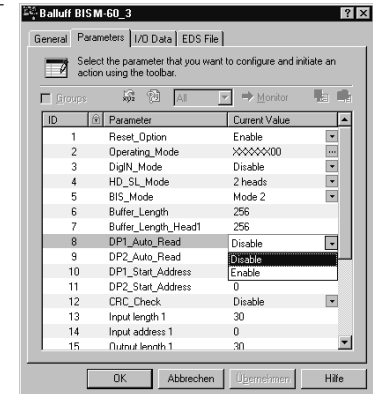 Balluff BISM-60_3
General Parameters I/O Data EDS File
Select the parameter that you want to configure and initiate an
action using the toolbar.
Groups All Monitor
ID Parameter Current Value
1 Reset_Option Enable
2 Operating_Mode XXXXXX00
3 DigIN_Mode Disable
4 HD_SL_Mode 2 heads
5 BIS_Mode Mode 2
6 Buffer_Length 256
7 Buffer_Length_Head1 256
8 DP1_Auto_Read Disable
9 DP2_Auto_Read Disable
10 DP1_Start_Address Enable
11 DP2_Start_Address 0
12 CRC_Check Disable
13 Input length 1 30
14 Input address 1 0
15 Output length 1 30
OK Abbrechen Übernehmen Hilfe